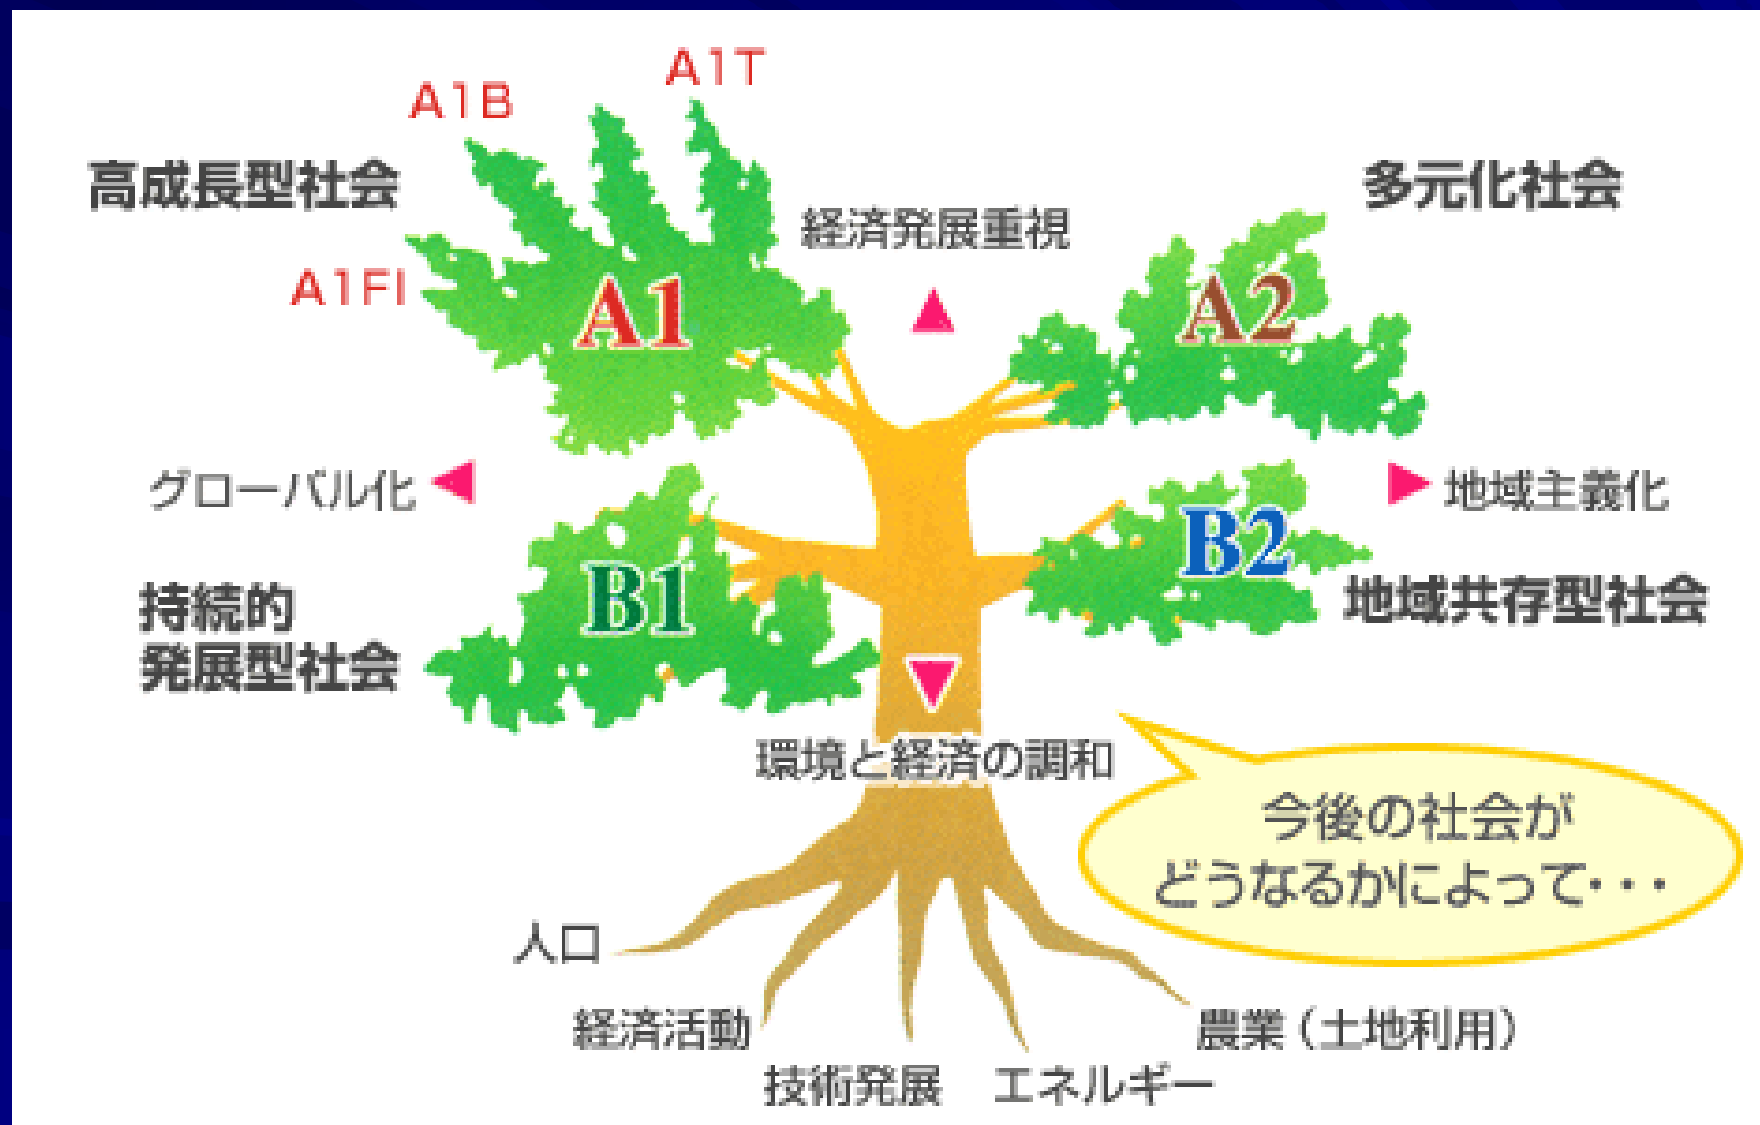 A1T
A1B
高成長型社会
多元化社会
経済発展重視
A1FI
A1
A2
グローバル化
地域主義化
B2
B1
持続的
発展型社会
地域共存型社会
環境と経済の調和
今後の社会が
どうなるかによって・・・
人口
経済活動
農業（土地利用）
技術発展
エネルギー